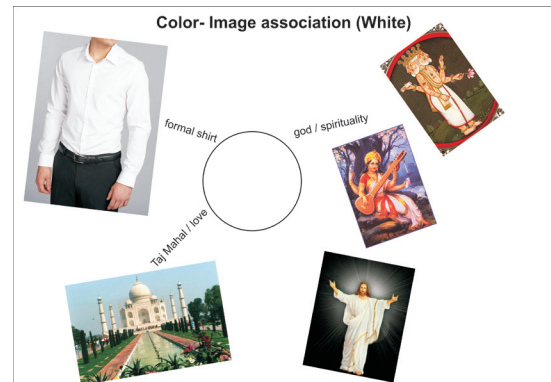 Color- Image association (White)
formal shirt
god / spirituality
Taj Mahal / love